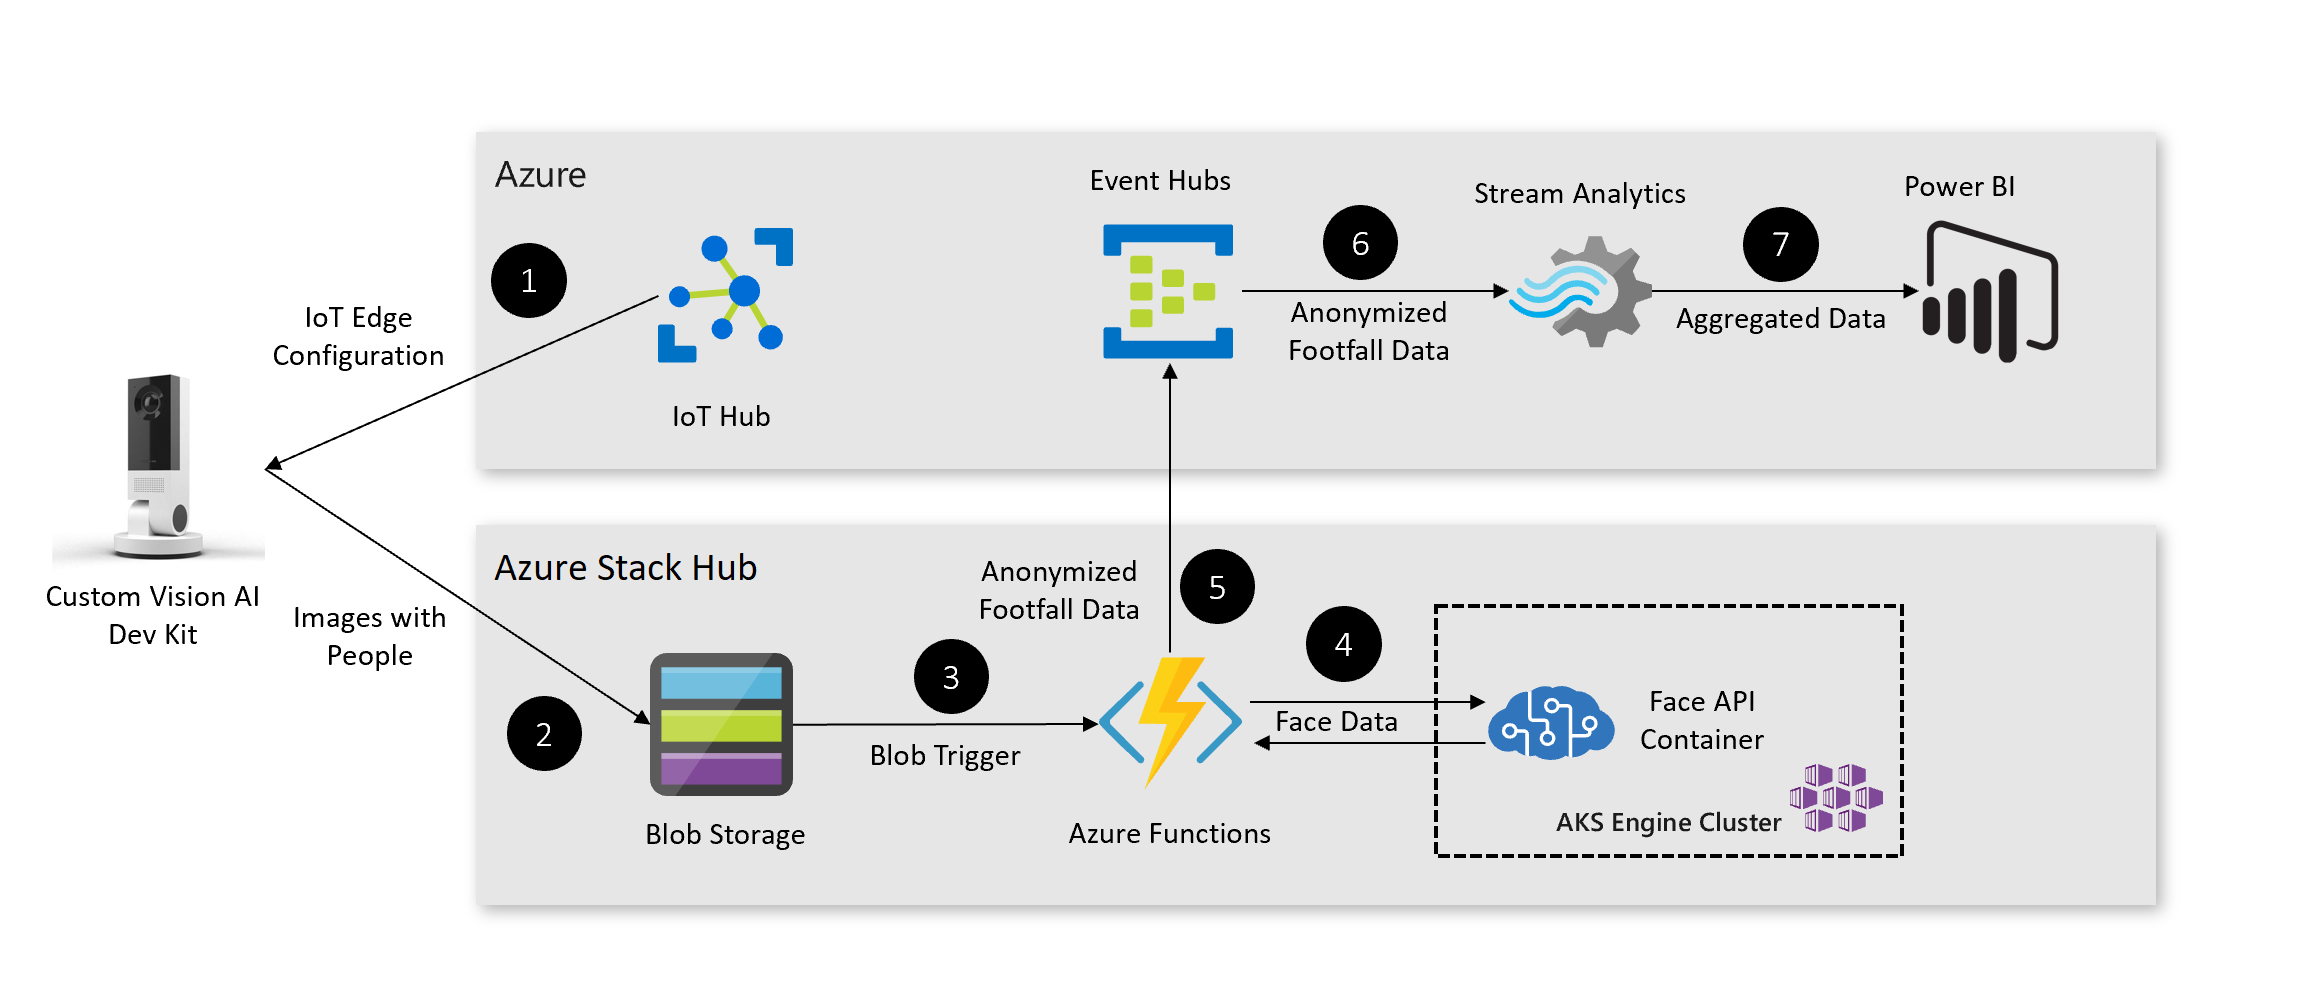 Azure
Event Hubs
Stream Analytics
Power BI
1
6
7
IoT Edge
Configuration
Anonymized
Footfall Data
Aggregated Data
IoT Hub
Custom Vision AI
Dev Kit
Images with
People
Azure Stack Hub
Anonymized
Footfall Data
5
4
3
2
Face Data
Blob Trigger
Face API
Container
AKS Engine Cluster
Blob Storage
Azure Functions